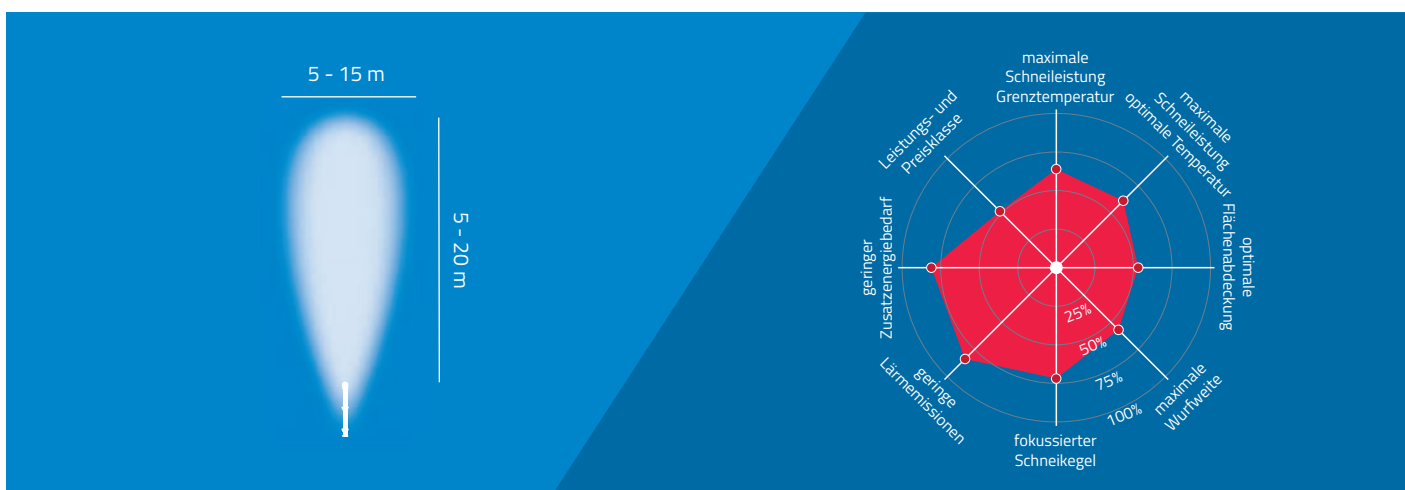 5 - 15 m
5 - 20 m
maximale
Schneileistung
Grenztemperatur
maximale
Schneileistung
optimale Temperatur
optimale
Flächenabdeckung
maximale
Wurfweite
fokussierter
Schneikegel
geringe
Lärmemissionen
geringer
Zusatzenergiebedarf
Leistungs- und
Preisklasse
25%
50%
75%
100%